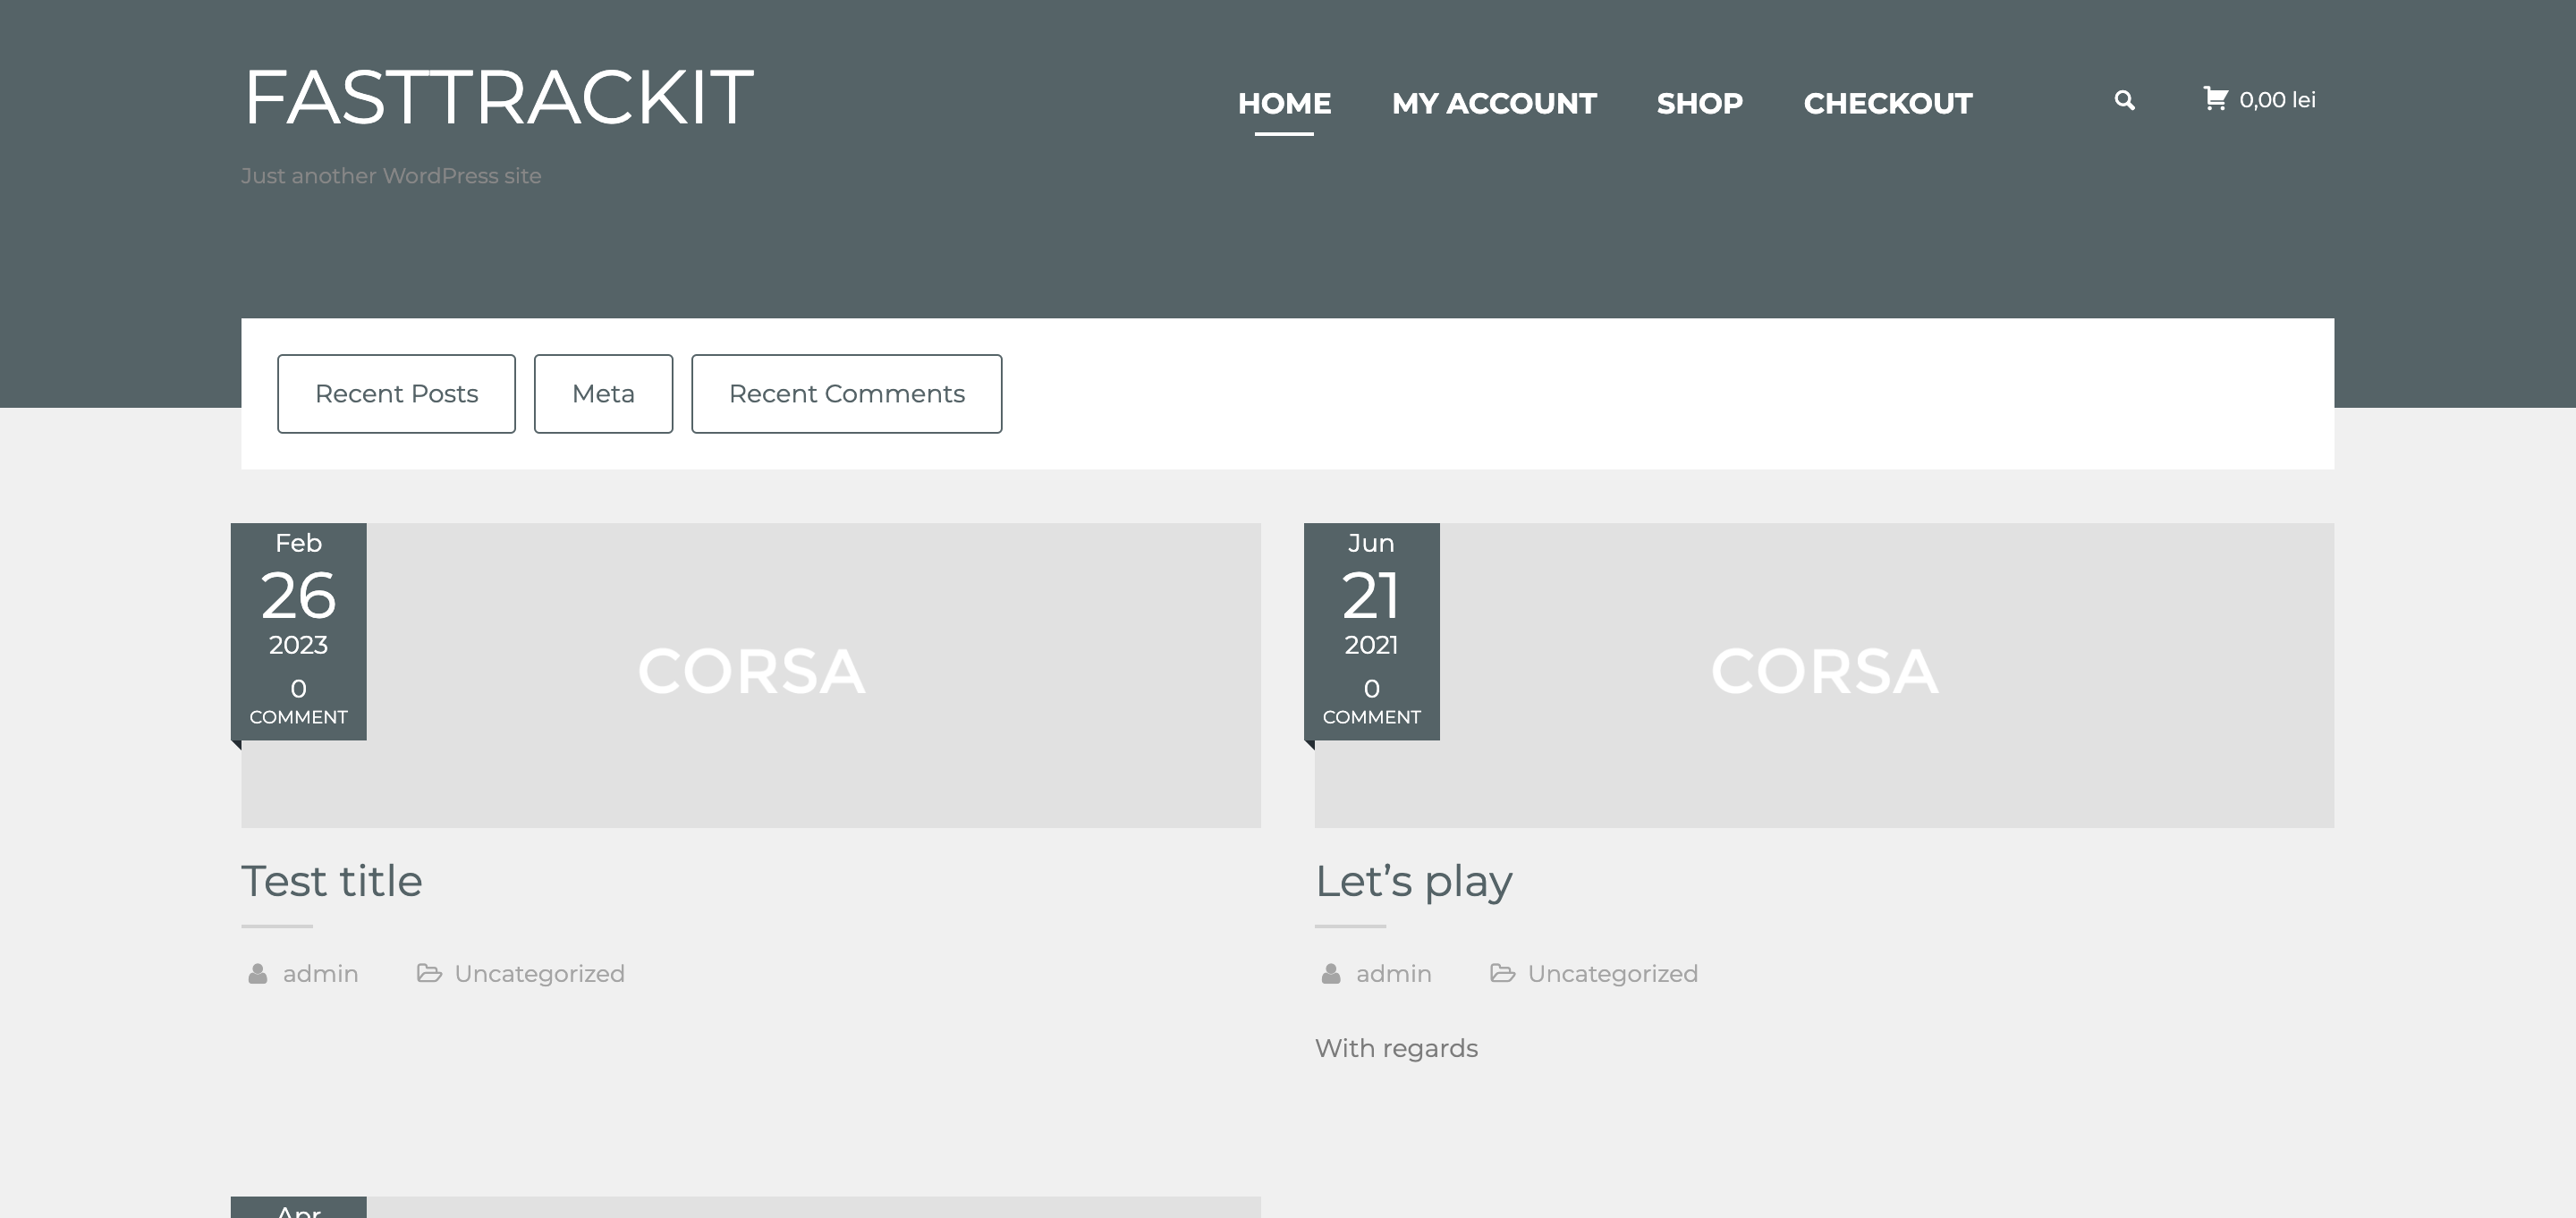 FASTTRACKIT
HOME MY ACCOUNT SHOP CHECKOUT 0,00 lei
Just another WordPress site
Recent Posts Meta Recent Comments
Feb
26
2023
0
COMMENT
CORSA
Test title
admin Uncategorized
Jun
21
2021
0
COMMENT
CORSA
Let’s play
admin Uncategorized
With regards
Apr